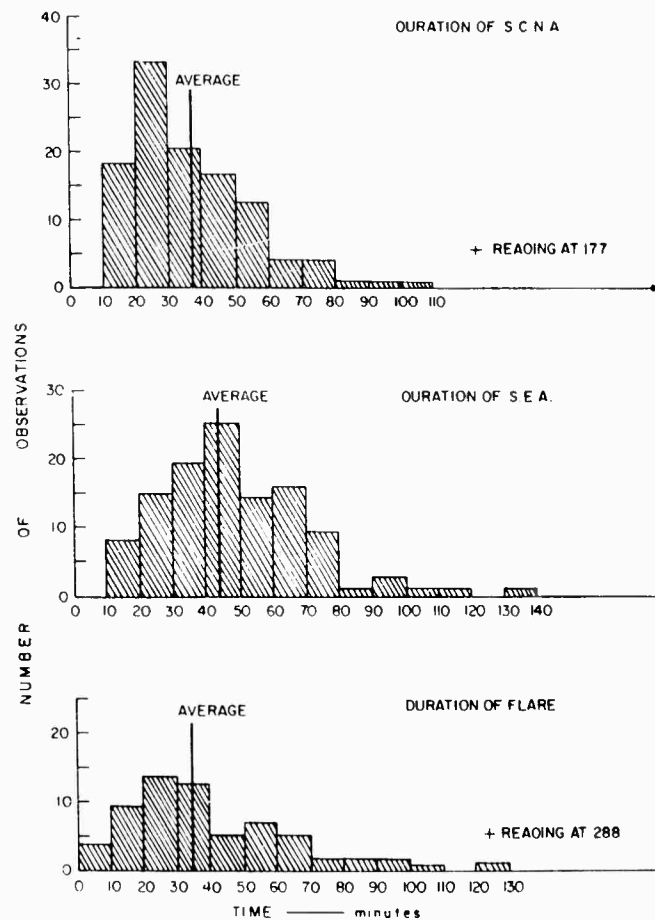 40
OURATION OF S C N A
AVERAGE
30
20
10
+ REAOING AT 177
0
0 10 20 30 40 50 60 70 80 90 100 110
30
AVERAGE
OURATION OF S E A.
20
10
0
0 10 20 30 40 50 60 70 80 90 100 110 120 130 140
NUMBER OF OBSERVATIONS
AVERAGE
DURATION OF FLARE
20
10
+ REAOING AT 288
0
0 10 20 30 40 50 60 70 80 90 100 110 120 130
TIME —— minutes